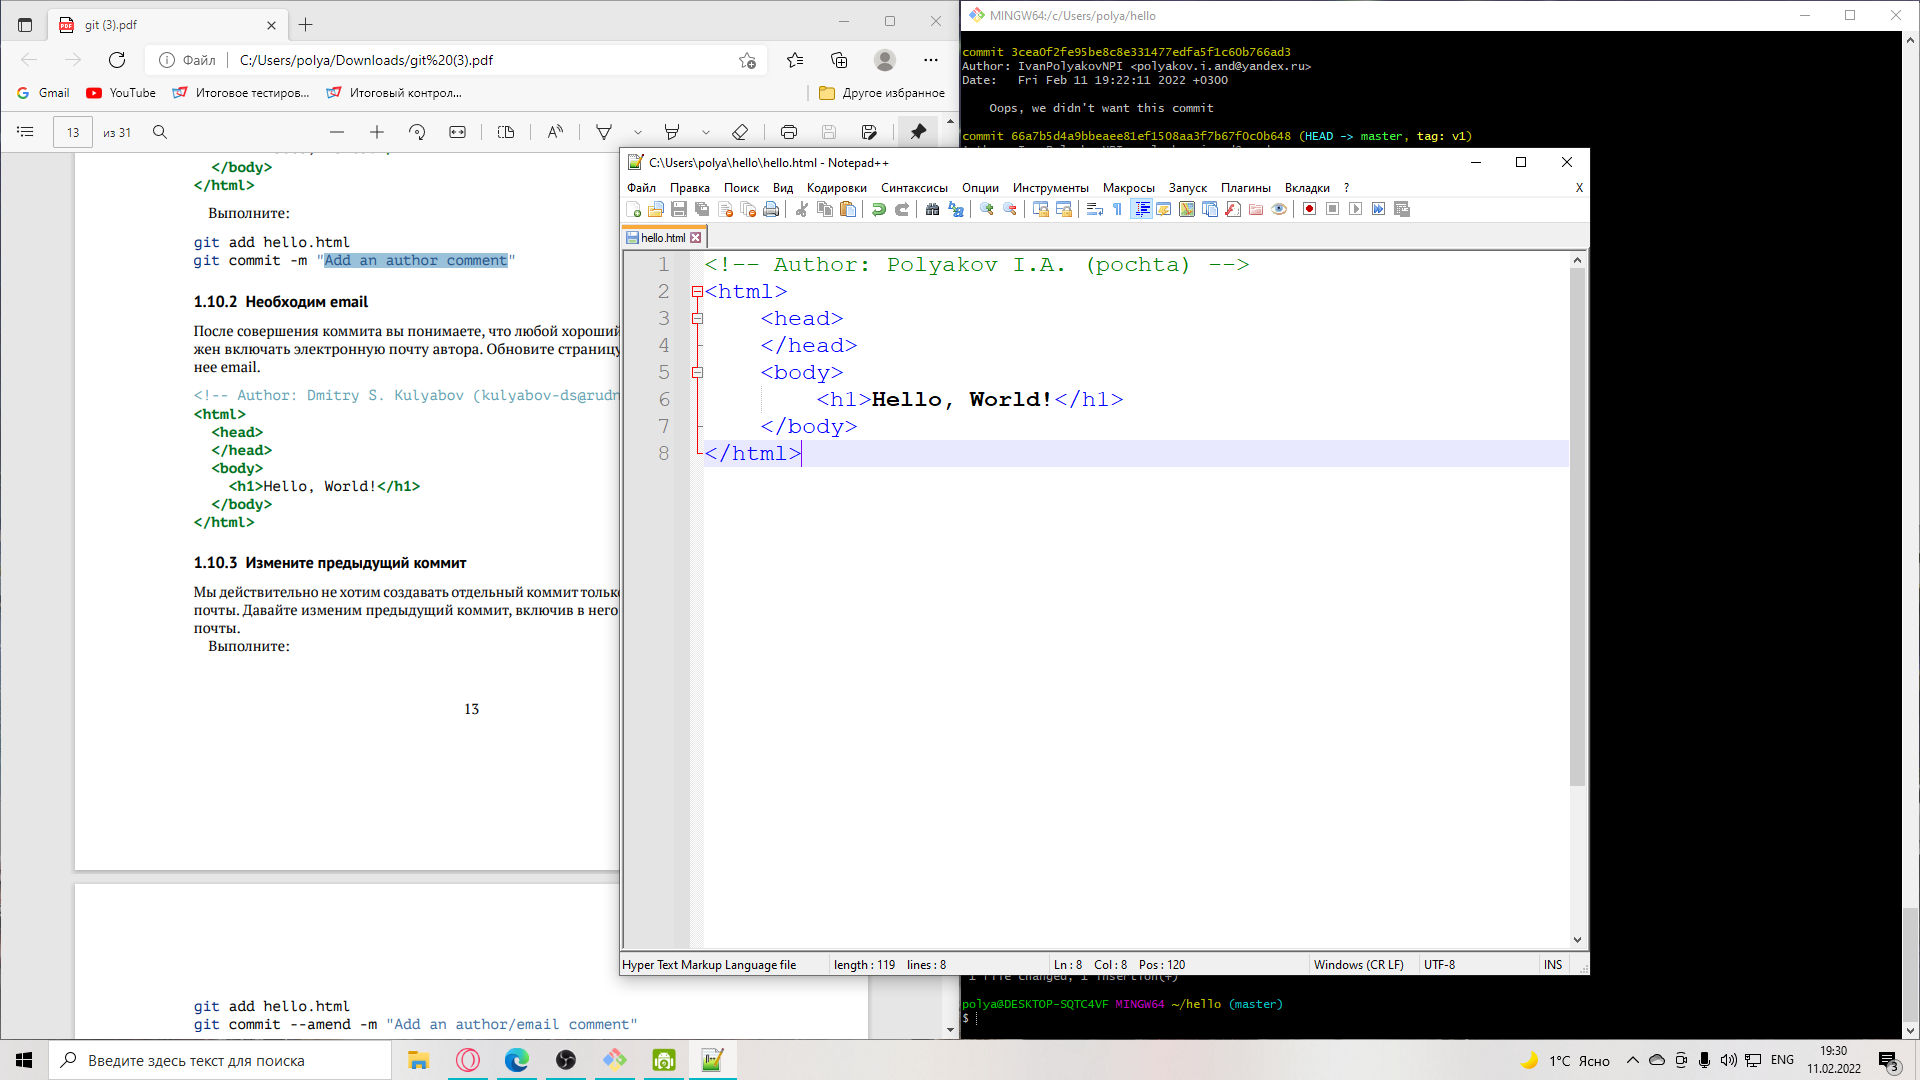 git (3).pdf
Файл
C:/Users/polya/Downloads/git%20(3).pdf
Gmail
YouTube
Итоговое тестиров...
Итоговый контрол...
Другое избранное
13
из 31
</body>
</html>
Выполните:
git add hello.html
git commit -m "Add an author comment"
1.10.2 Необходим email
После совершения коммита вы понимаете, что любой хороший
жен включать электронную почту автора. Обновите страницу
нее email.
<!-- Author: Dmitry S. Kulyabov (kulyabov-ds@rudn
<html>
<head>
</head>
<body>
<h1>Hello, World!</h1>
</body>
</html>
1.10.3 Измените предыдущий коммит
Мы действительно не хотим создавать отдельный коммит только
почты. Давайте изменим предыдущий коммит, включив в него
почты.
Выполните:
13
git add hello.html
git commit --amend -m "Add an author/email comment"
MINGW64:/c/Users/polya/hello
commit 3cea0f2fe95be8c8e331477edfa5f1c60b766ad3
Author: IvanPolyakovNPI <polyakov.i.and@yandex.ru>
Date: Fri Feb 11 19:22:11 2022 +0300
Oops, we didn't want this commit
commit 66a7b5d4a9bbeaee81ef1508aa3f7b67f0c0b648 (HEAD -> master, tag: v1)
C:\Users\polya\hello\hello.html - Notepad++
Файл Правка Поиск Вид Кодировки Синтаксисы Опции Инструменты Макросы Запуск Плагины Вкладки ? X
hello.html
1 <!-- Author: Polyakov I.A. (pochta) -->
2 <html>
3 <head>
4 </head>
5 <body>
6 <h1>Hello, World!</h1>
7 </body>
8 </html>
Hyper Text Markup Language file length : 119 lines : 8 Ln : 8 Col : 8 Pos : 120 Windows (CR LF) UTF-8 INS
1 file changed, 1 insertion(+)
polya@DESKTOP-SQTC4VF MINGW64 ~/hello (master)
$
Введите здесь текст для поиска
1°C Ясно
ENG
19:30
11.02.2022
3